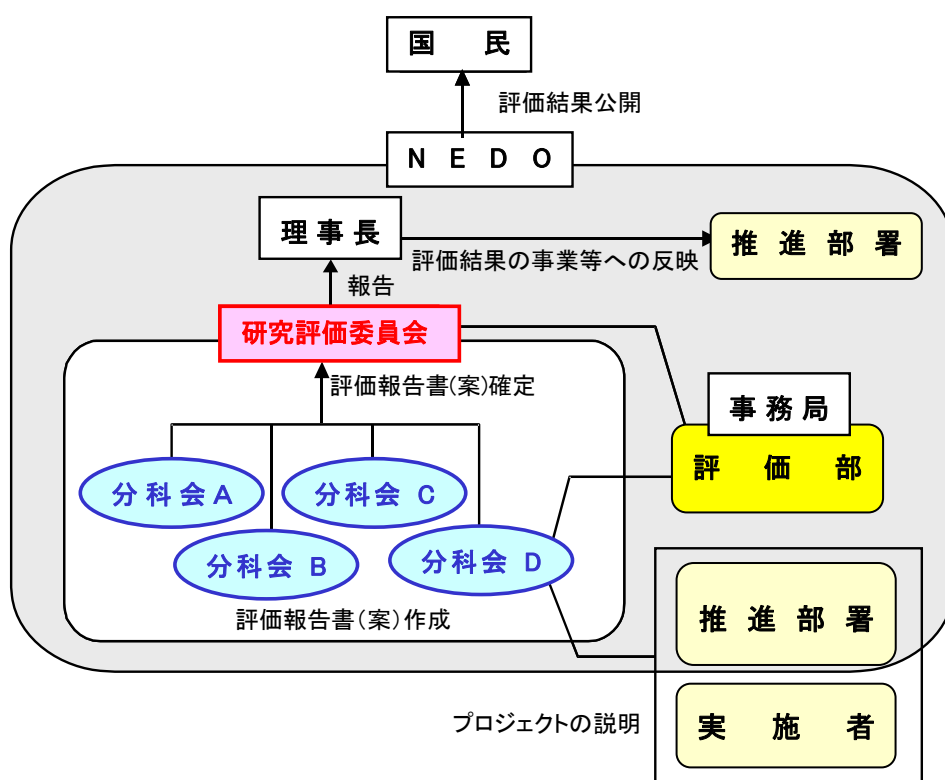 国 民
評価結果公開
N E D O
理事長
推進部署
評価結果の事業等への反映
報告
研究評価委員会
評価報告書(案)確定
事務局
評 価 部
分科会A
分科会 C
分科会 B
分科会 D
評価報告書(案)作成
推進部署
プロジェクトの説明
実 施 者